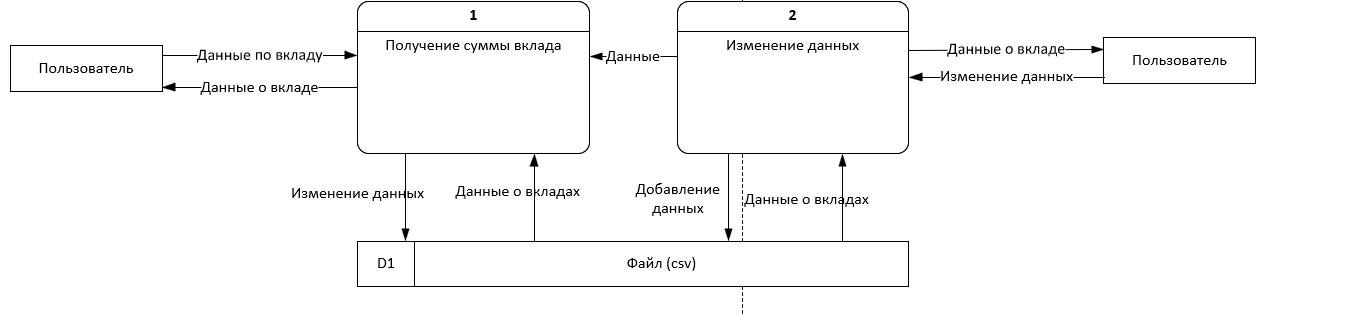 1
2
Получение суммы вклада
Изменение данных
Пользователь
Данные по вкладу
Данные о вкладе
Данные
Данные о вкладе
Изменение данных
Пользователь
Изменение данных
Данные о вкладах
Добавление
данных
Данные о вкладах
D1
Файл (csv)